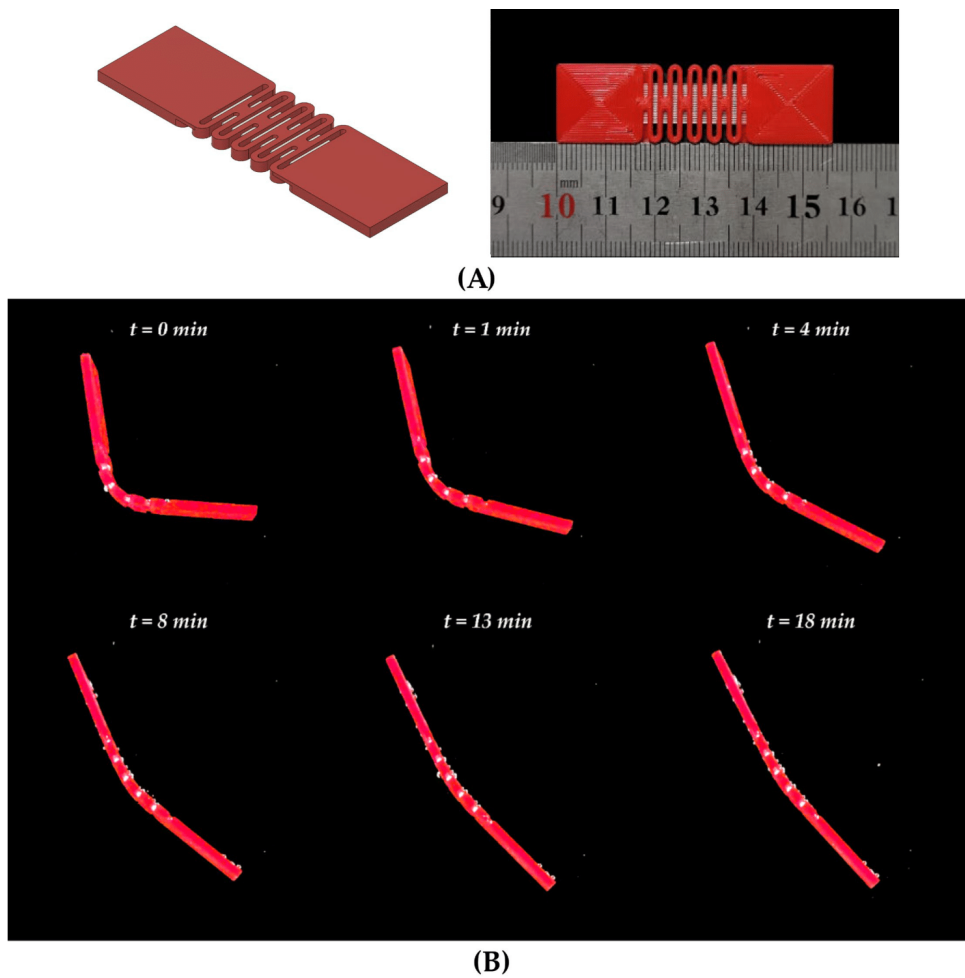 mm
9 10 11 12 13 14 15 16 1
(A)
t = 0 min t = 1 min t = 4 min
t = 8 min t = 13 min t = 18 min
(B)